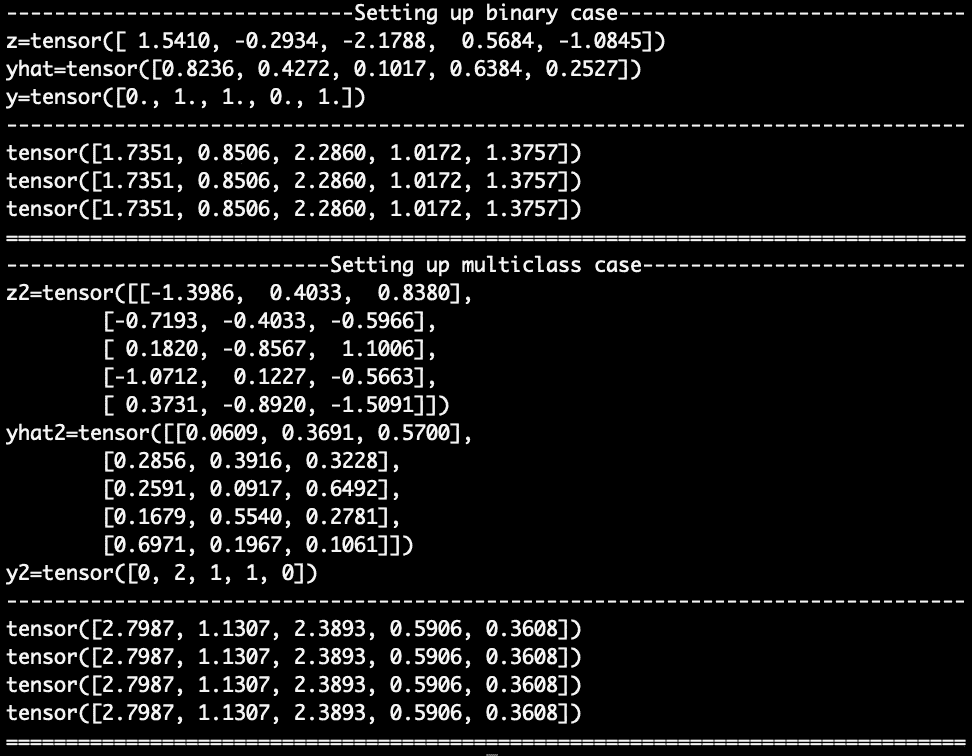 -----------------------------Setting up binary case-----------------------------
z=tensor([ 1.5410, -0.2934, -2.1788,  0.5684, -1.0845])
yhat=tensor([0.8236, 0.4272, 0.1017, 0.6384, 0.2527])
y=tensor([0., 1., 1., 0., 1.])
--------------------------------------------------------------------------------
tensor([1.7351, 0.8506, 2.2860, 1.0172, 1.3757])
tensor([1.7351, 0.8506, 2.2860, 1.0172, 1.3757])
tensor([1.7351, 0.8506, 2.2860, 1.0172, 1.3757])
================================================================================
---------------------------Setting up multiclass case---------------------------
z2=tensor([[-1.3986,  0.4033,  0.8380],
        [-0.7193, -0.4033, -0.5966],
        [ 0.1820, -0.8567,  1.1006],
        [-1.0712,  0.1227, -0.5663],
        [ 0.3731, -0.8920, -1.5091]])
yhat2=tensor([[0.0609, 0.3691, 0.5700],
        [0.2856, 0.3916, 0.3228],
        [0.2591, 0.0917, 0.6492],
        [0.1679, 0.5540, 0.2781],
        [0.6971, 0.1967, 0.1061]])
y2=tensor([0, 2, 1, 1, 0])
--------------------------------------------------------------------------------
tensor([2.7987, 1.1307, 2.3893, 0.5906, 0.3608])
tensor([2.7987, 1.1307, 2.3893, 0.5906, 0.3608])
tensor([2.7987, 1.1307, 2.3893, 0.5906, 0.3608])
tensor([2.7987, 1.1307, 2.3893, 0.5906, 0.3608])
================================================================================